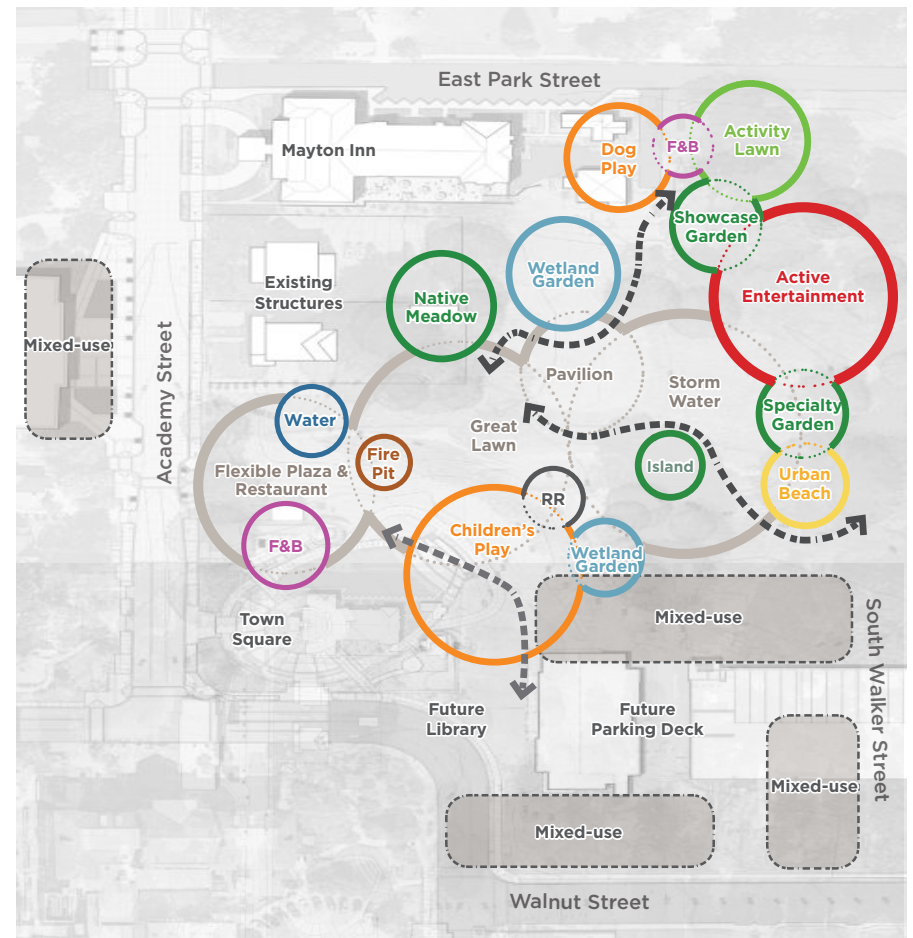 East Park Street
Mayton Inn
Dog
Play
F&B
Activity
Lawn
Showcase
Garden
Wetland
Garden
Active
Entertainment
Existing
Structures
Native
Meadow
Mixed-use
Academy Street
Pavilion
Storm
Water
Water
Great
Lawn
Specialty
Garden
Fire
Pit
Flexible Plaza &
Restaurant
Island
Urban
Beach
RR
F&B
Children's
Play
Wetland
Garden
Town
Square
Mixed-use
South Walker Street
Future
Library
Future
Parking Deck
Mixed-use
Mixed-use
Walnut Street